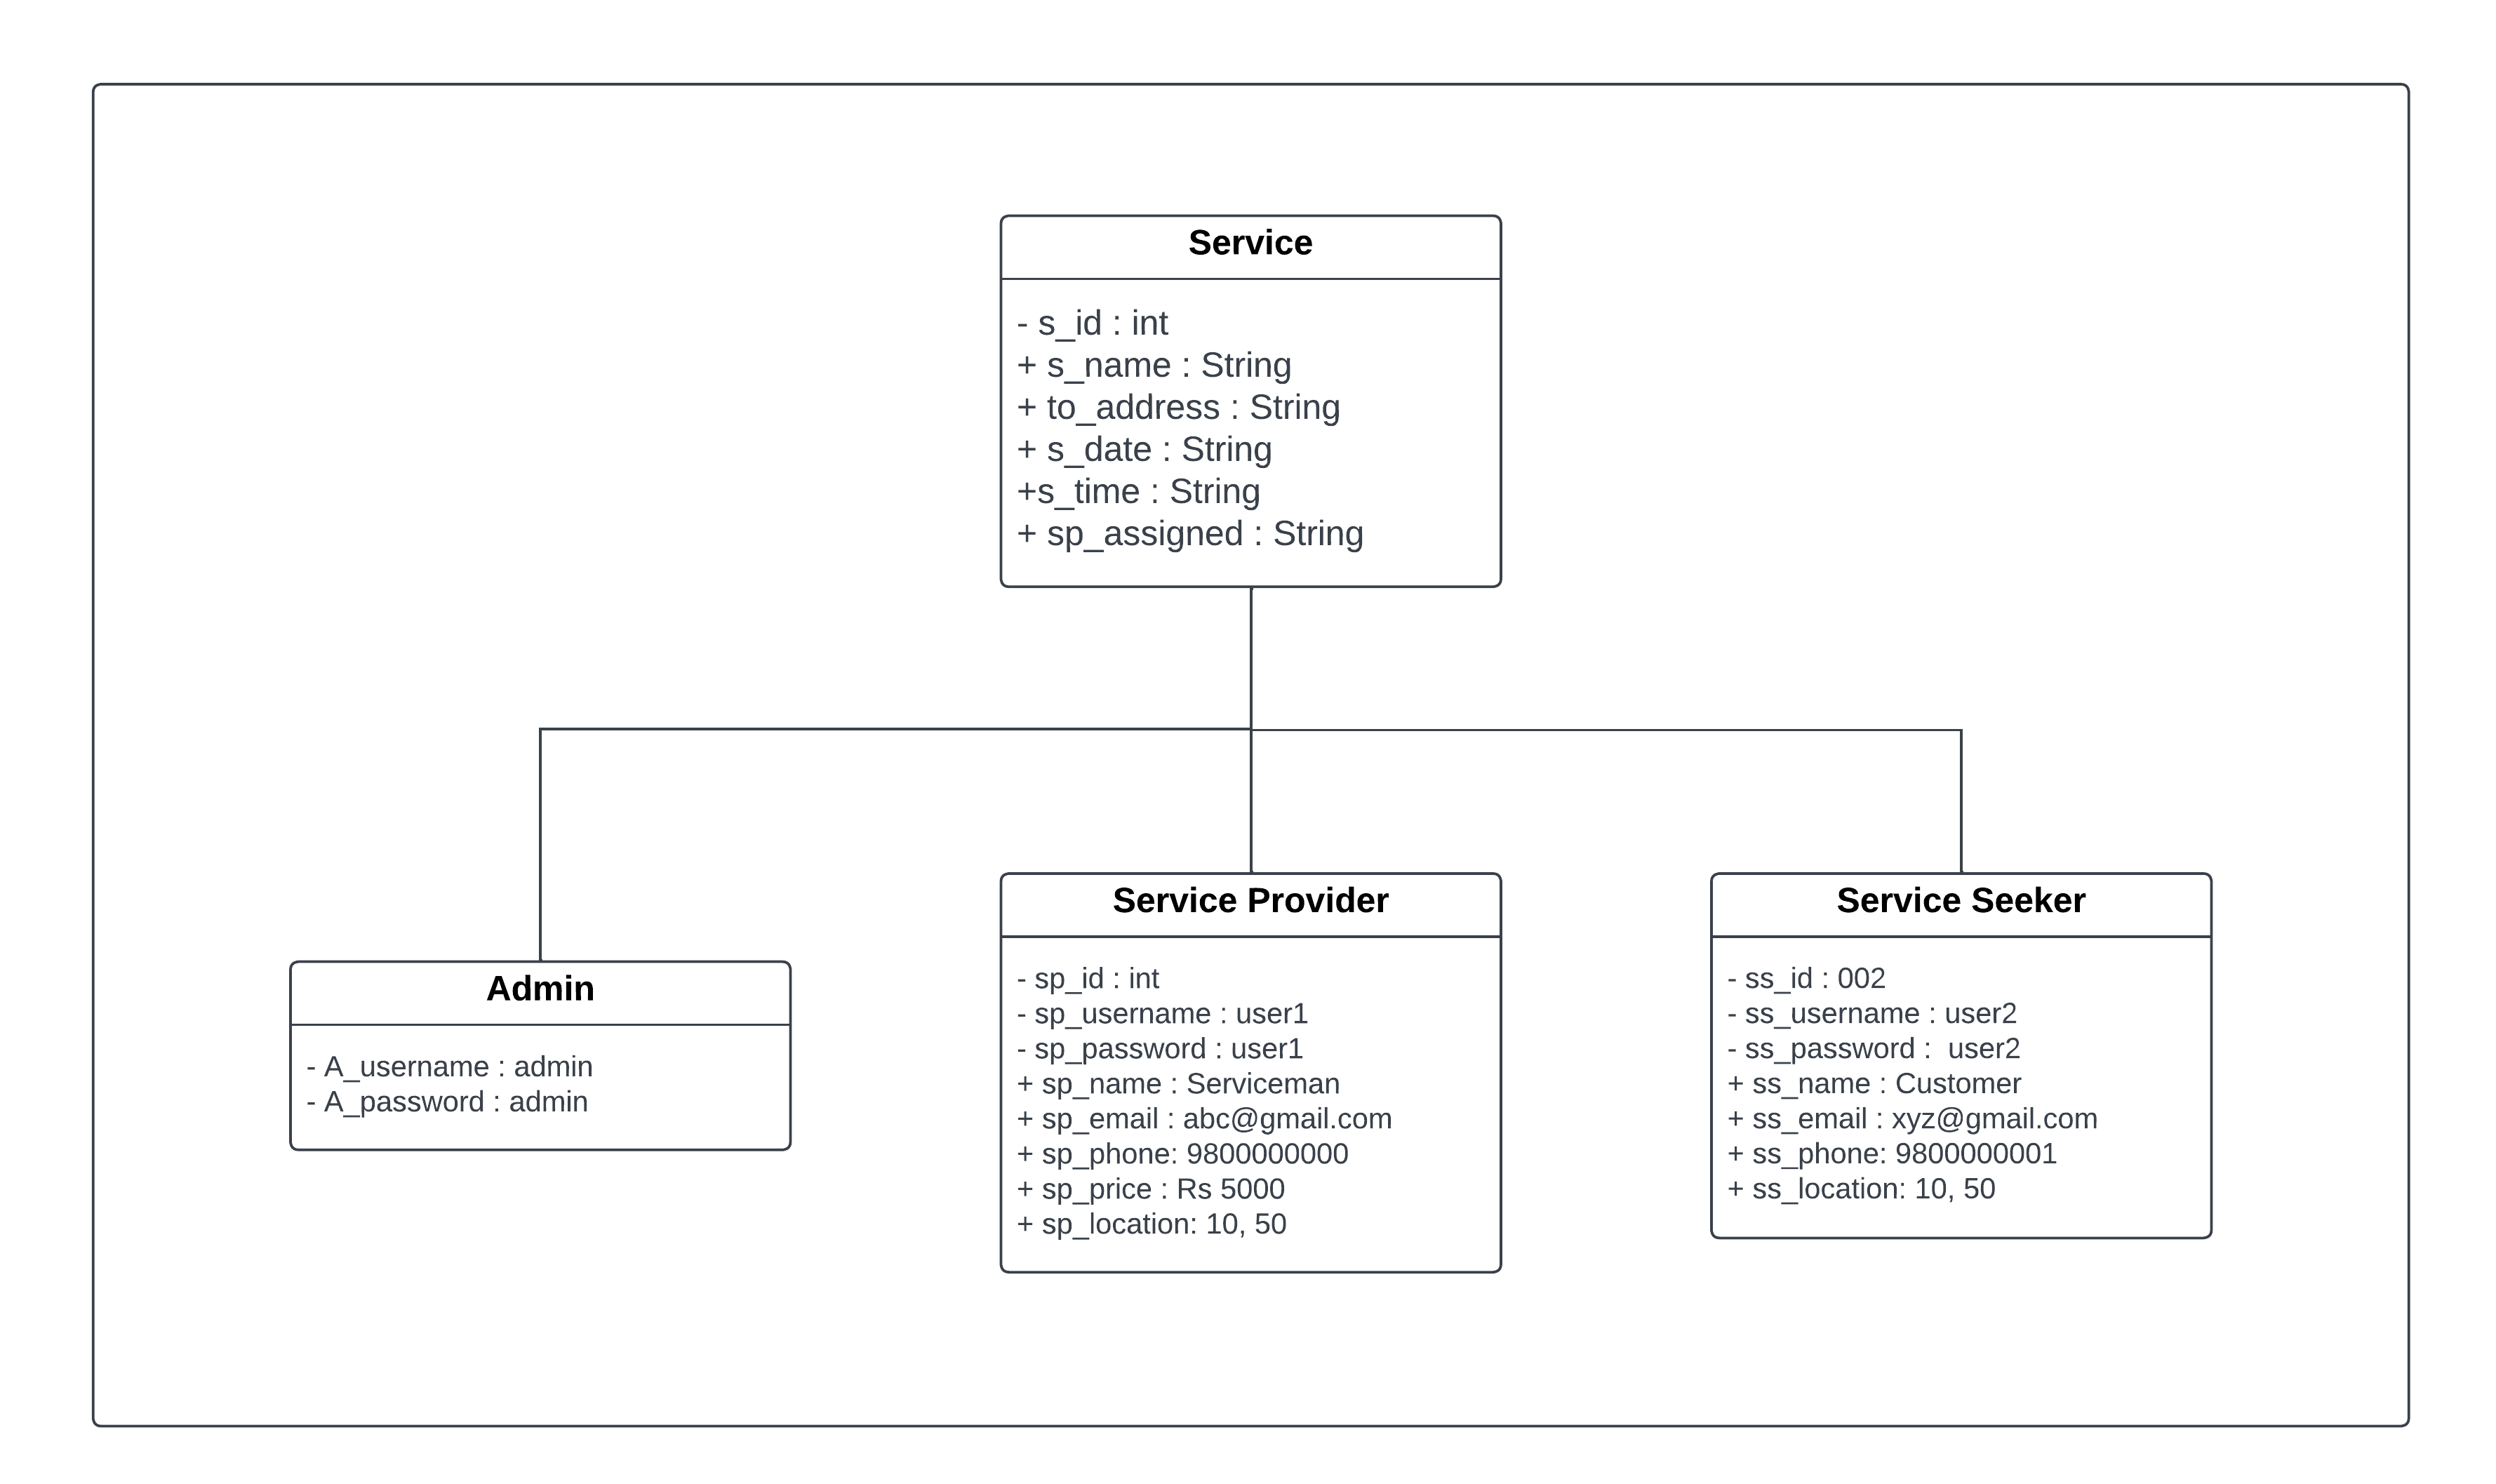 Service
- s_id : int
+ s_name : String
+ to_address : String
+ s_date : String
+s_time : String
+ sp_assigned : String
Admin
- A_username : admin
- A_password : admin
Service Provider
- sp_id : int
- sp_username : user1
- sp_password : user1
+ sp_name : Serviceman
+ sp_email : abc@gmail.com
+ sp_phone: 9800000000
+ sp_price : Rs 5000
+ sp_location: 10, 50
Service Seeker
- ss_id : 002
- ss_username : user2
- ss_password :  user2
+ ss_name : Customer
+ ss_email : xyz@gmail.com
+ ss_phone: 9800000001
+ ss_location: 10, 50